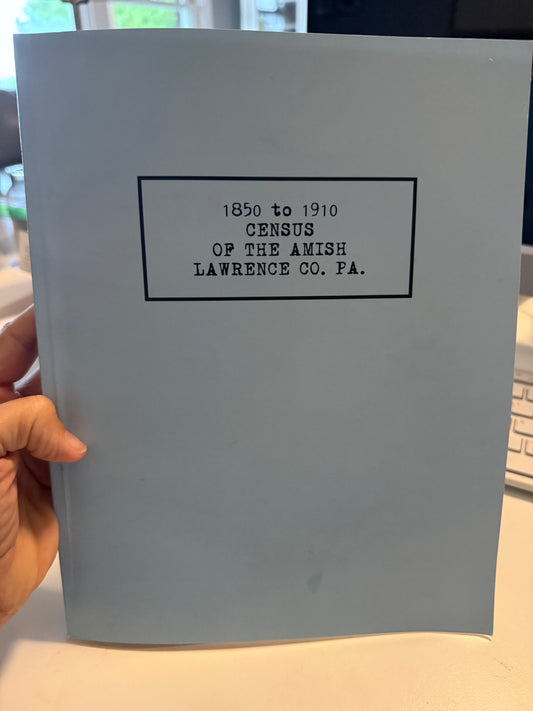 1850 to 1910
CENSUS
OF THE AMISH
LAWRENCE CO. PA.